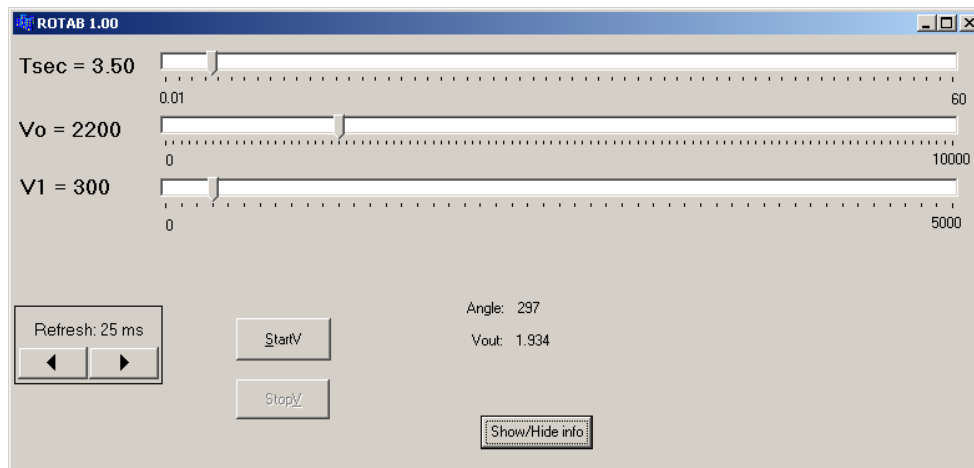 ROTAB 1.00
Tsec = 3.50
0.01 60
Vo = 2200
0 10000
V1 = 300
0 5000
Angle: 297
Refresh: 25 ms
StartV
Vout: 1.934
StopV
Show/Hide info